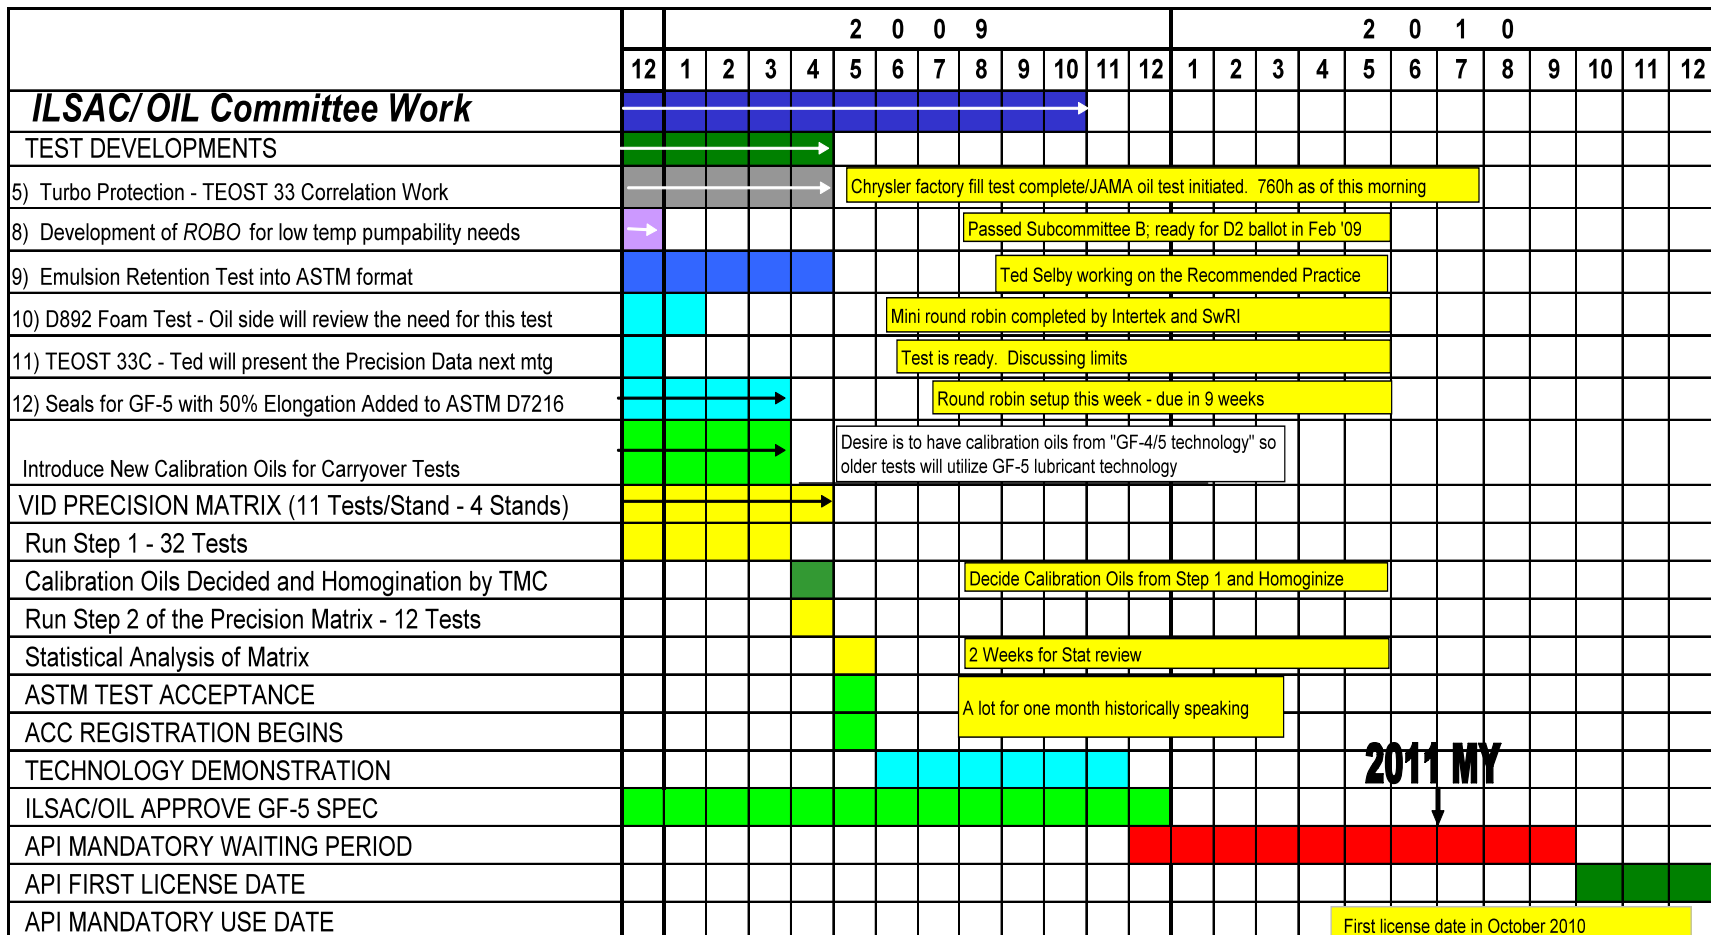 2 0 0 9 2 0 1 0
12 1 2 3 4 5 6 7 8 9 10 11 12 1 2 3 4 5 6 7 8 9 10 11 12
ILSAC/OIL Committee Work
TEST DEVELOPMENTS
5) Turbo Protection - TEOST 33 Correlation Work
Chrysler factory fill test complete/JAMA oil test initiated. 760h as of this morning
8) Development of ROBO for low temp pumpability needs
Passed Subcommittee B; ready for D2 ballot in Feb '09
9) Emulsion Retention Test into ASTM format
Ted Selby working on the Recommended Practice
10) D892 Foam Test - Oil side will review the need for this test
Mini round robin completed by Intertek and SwRI
11) TEOST 33C - Ted will present the Precision Data next mtg
Test is ready. Discussing limits
12) Seals for GF-5 with 50% Elongation Added to ASTM D7216
Round robin setup this week - due in 9 weeks
Introduce New Calibration Oils for Carryover Tests
Desire is to have calibration oils from "GF-4/5 technology" so
older tests will utilize GF-5 lubricant technology
VID PRECISION MATRIX (11 Tests/Stand - 4 Stands)
Run Step 1 - 32 Tests
Calibration Oils Decided and Homogination by TMC
Decide Calibration Oils from Step 1 and Homoginize
Run Step 2 of the Precision Matrix - 12 Tests
Statistical Analysis of Matrix
2 Weeks for Stat review
ASTM TEST ACCEPTANCE
A lot for one month historically speaking
ACC REGISTRATION BEGINS
TECHNOLOGY DEMONSTRATION
2011 MY
ILSAC/OIL APPROVE GF-5 SPEC
API MANDATORY WAITING PERIOD
API FIRST LICENSE DATE
API MANDATORY USE DATE
First license date in October 2010